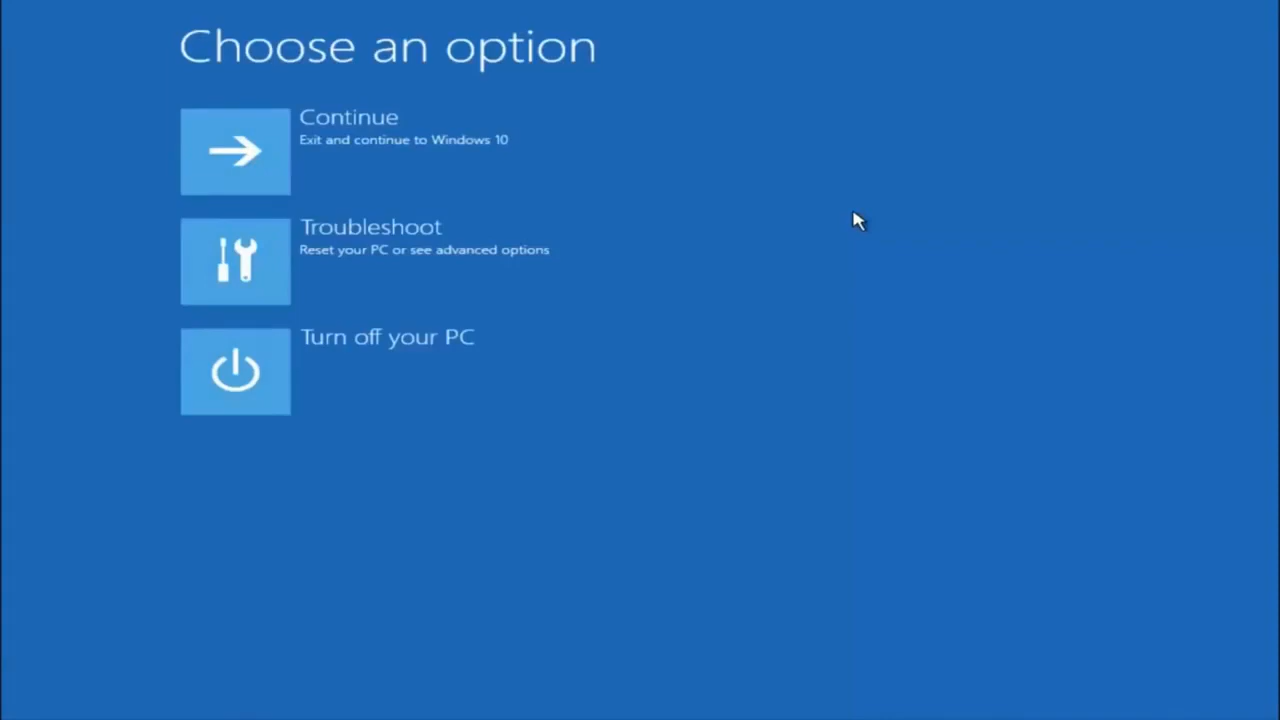 Choose an option
Continue
Exit and continue to Windows 10
Troubleshoot
Reset your PC or see advanced options
Turn off your PC